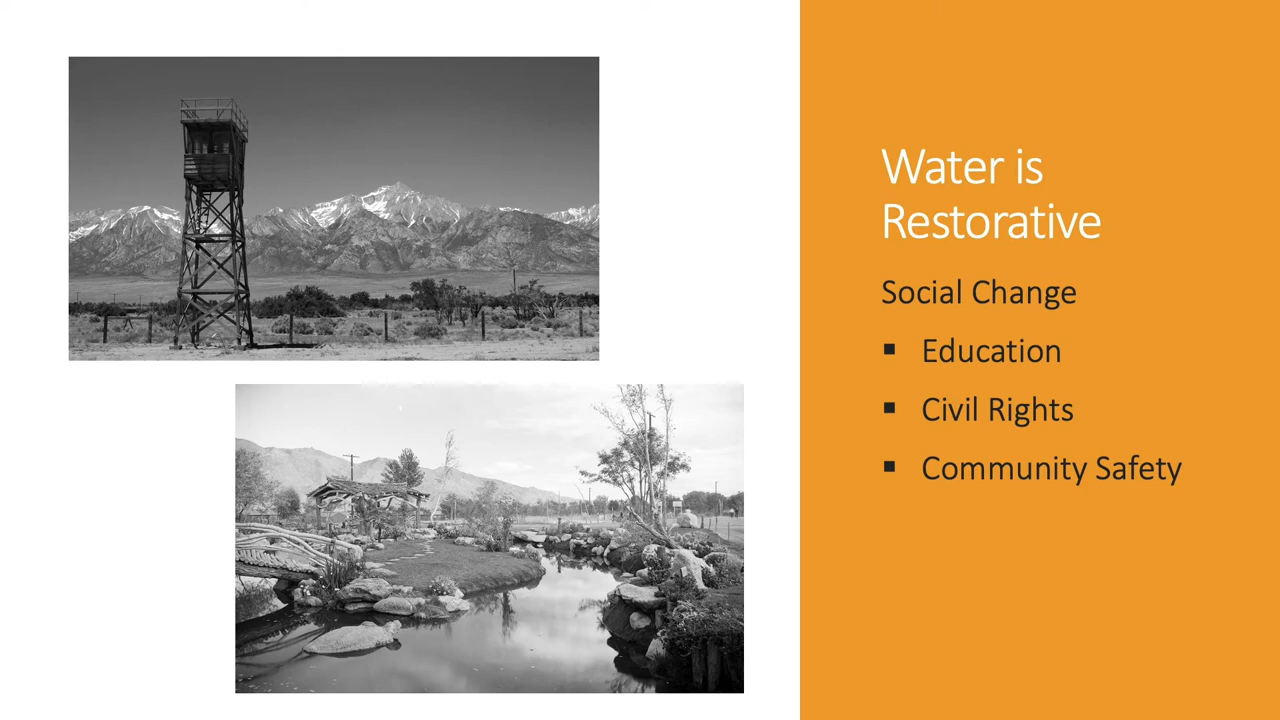 Water is
Restorative
Social Change
▪ Education
▪ Civil Rights
▪ Community Safety